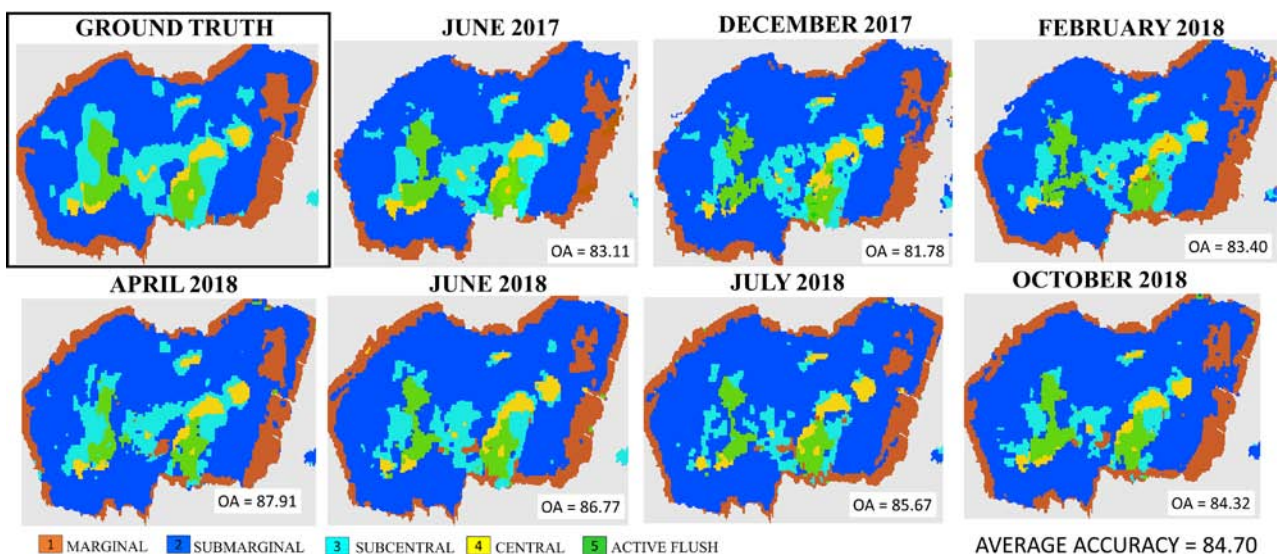 GROUND TRUTH
JUNE 2017
DECEMBER 2017
FEBRUARY 2018
OA = 83.11
OA = 81.78
OA = 83.40
APRIL 2018
JUNE 2018
JULY 2018
OCTOBER 2018
OA = 87.91
OA = 86.77
OA = 85.67
OA = 84.32
1 MARGINAL 2 SUBMARGINAL 3 SUBCENTRAL 4 CENTRAL 5 ACTIVE FLUSH
AVERAGE ACCURACY = 84.70